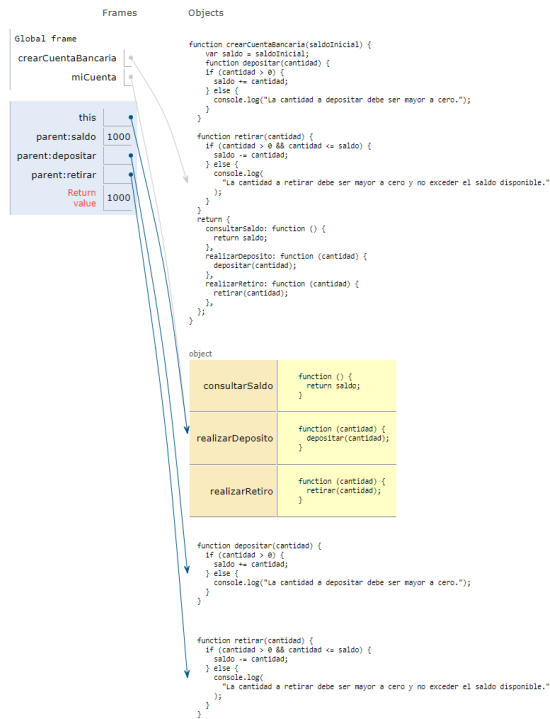 Frames Objects
Global frame
crearCuentaBancaria
miCuenta
this
parent:saldo 1000
parent:depositar
parent:retirar
Return
value 1000
function crearCuentaBancaria(saldoInicial) {
var saldo = saldoInicial;
function depositar(cantidad) {
if (cantidad > 0) {
saldo += cantidad;
} else {
console.log("La cantidad a depositar debe ser mayor a cero.");
}
}
function retirar(cantidad) {
if (cantidad > 0 && cantidad <= saldo) {
saldo -= cantidad;
} else {
console.log(
"La cantidad a retirar debe ser mayor a cero y no exceder el saldo disponible."
);
}
}
return {
consultarSaldo: function () {
return saldo;
},
realizarDeposito: function (cantidad) {
depositar(cantidad);
},
realizarRetiro: function (cantidad) {
retirar(cantidad);
},
};
}
object
consultarSaldo
function () {
return saldo;
}
realizarDeposito
function (cantidad) {
depositar(cantidad);
}
realizarRetiro
function (cantidad) {
retirar(cantidad);
}
function depositar(cantidad) {
if (cantidad > 0) {
saldo += cantidad;
} else {
console.log("La cantidad a depositar debe ser mayor a cero.");
}
}
function retirar(cantidad) {
if (cantidad > 0 && cantidad <= saldo) {
saldo -= cantidad;
} else {
console.log(
"La cantidad a retirar debe ser mayor a cero y no exceder el saldo disponible."
);
}
}